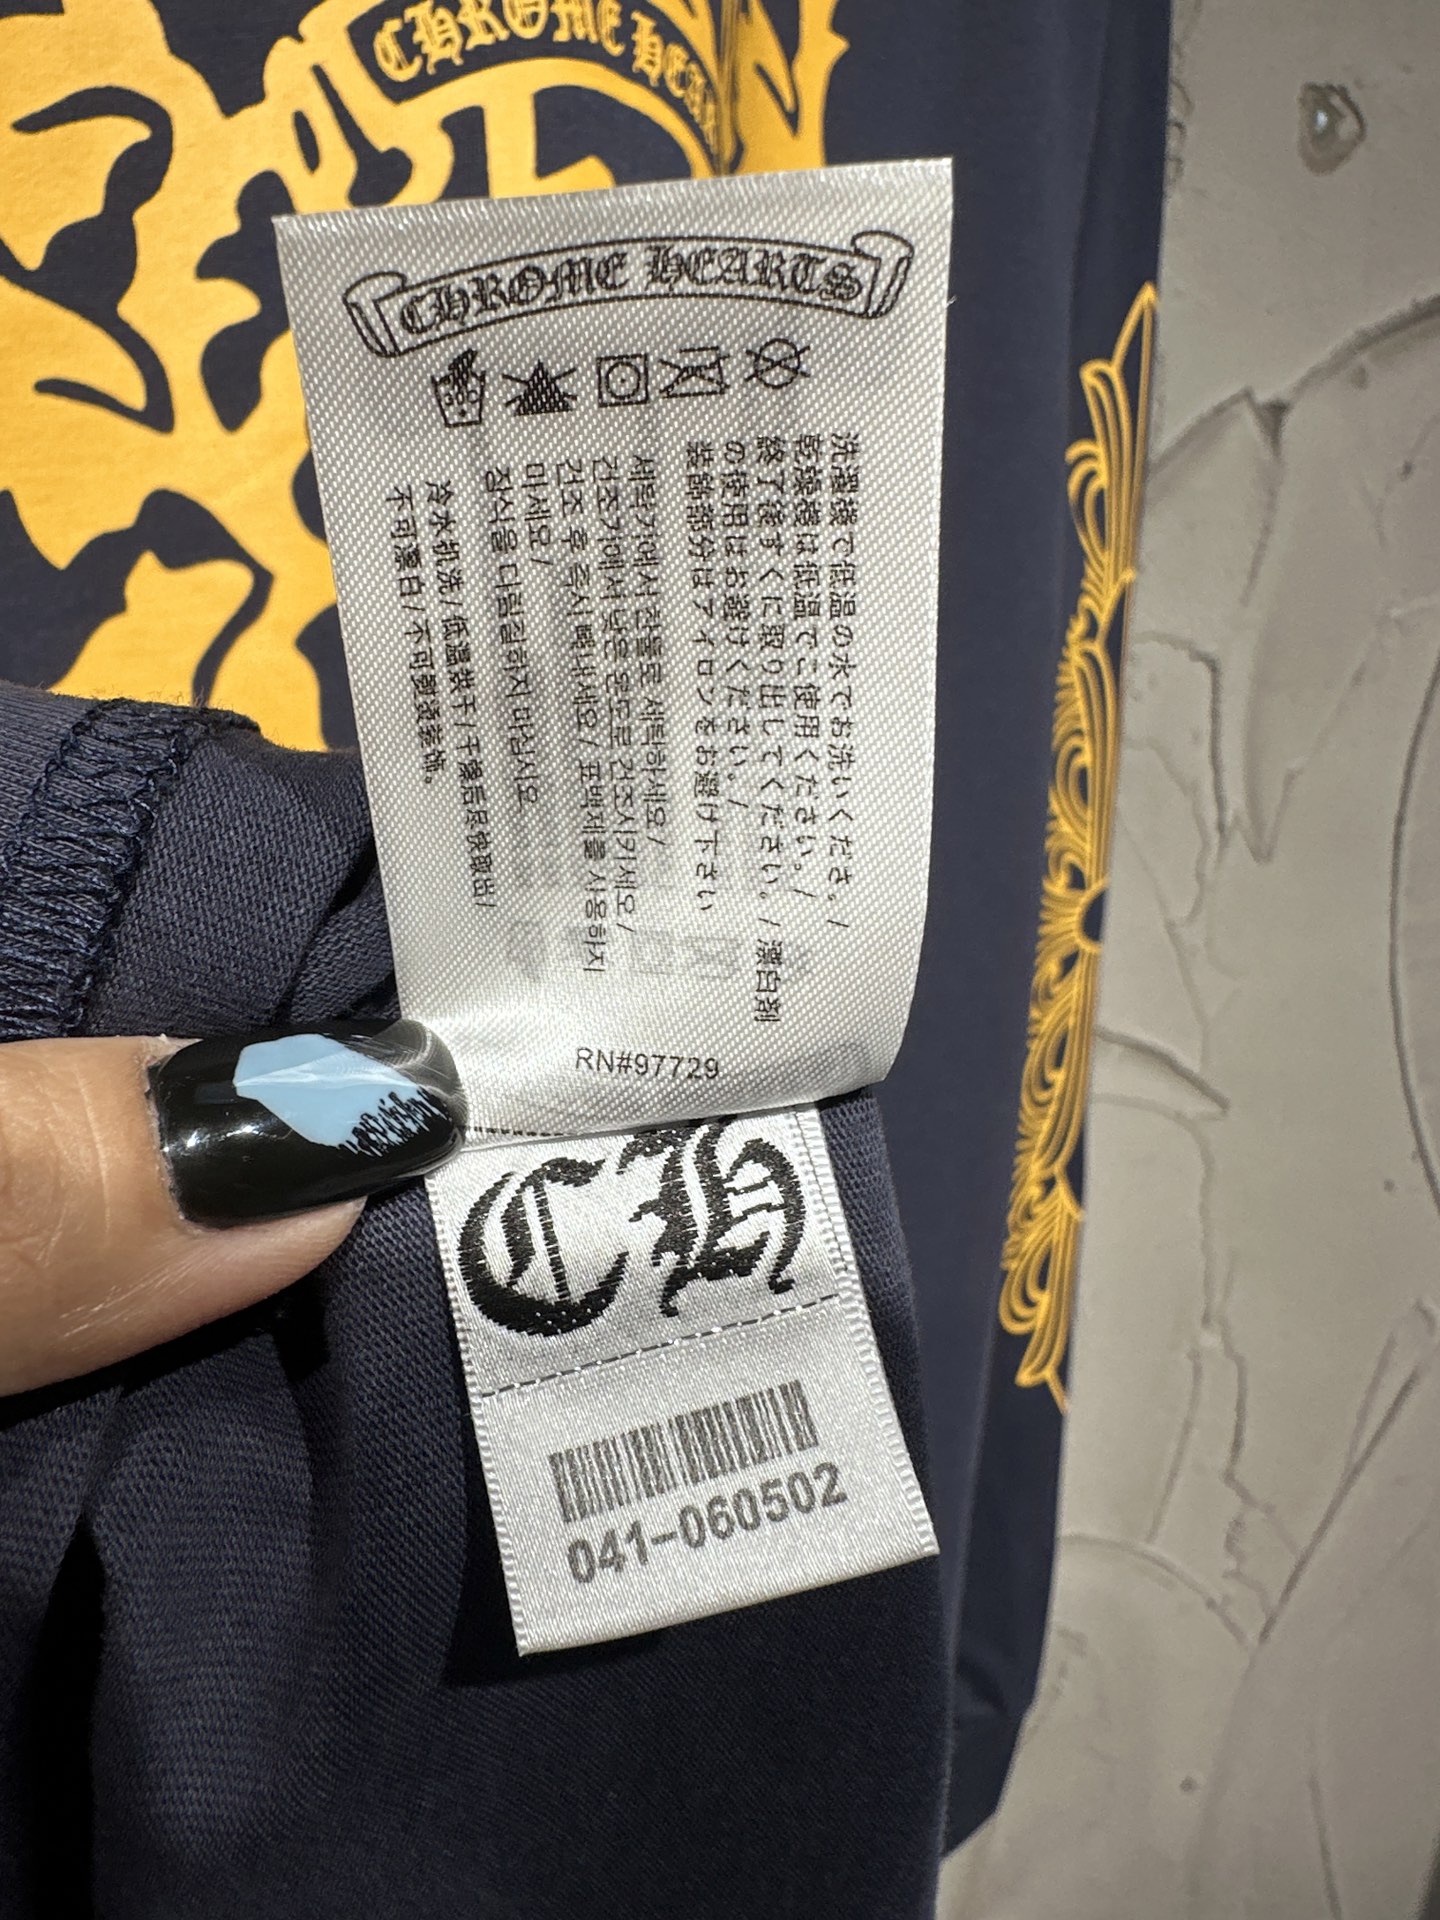 CHROME HEAR
CHROME HEARTS
洗濯機で低温の水でお洗いください。/
乾燥機は低温でご使用ください。/
終了後すぐに取り出してください。/漂白剤
の使用はお避けください。/
装飾部分はアイロンをお避け下さい
세탁기에서 찬물로 세탁하세요/
건조기에서 낮은 온도로 건조시키세요/
건조 후 즉시 빼내세요/ 표백제를 사용하지
마세요/
장식을 다림질하지 마십시오
冷水机洗/低温烘干/干燥后尽快取出/
不可漂白/不可熨烫装饰。
RN#97729
CH
041-060502